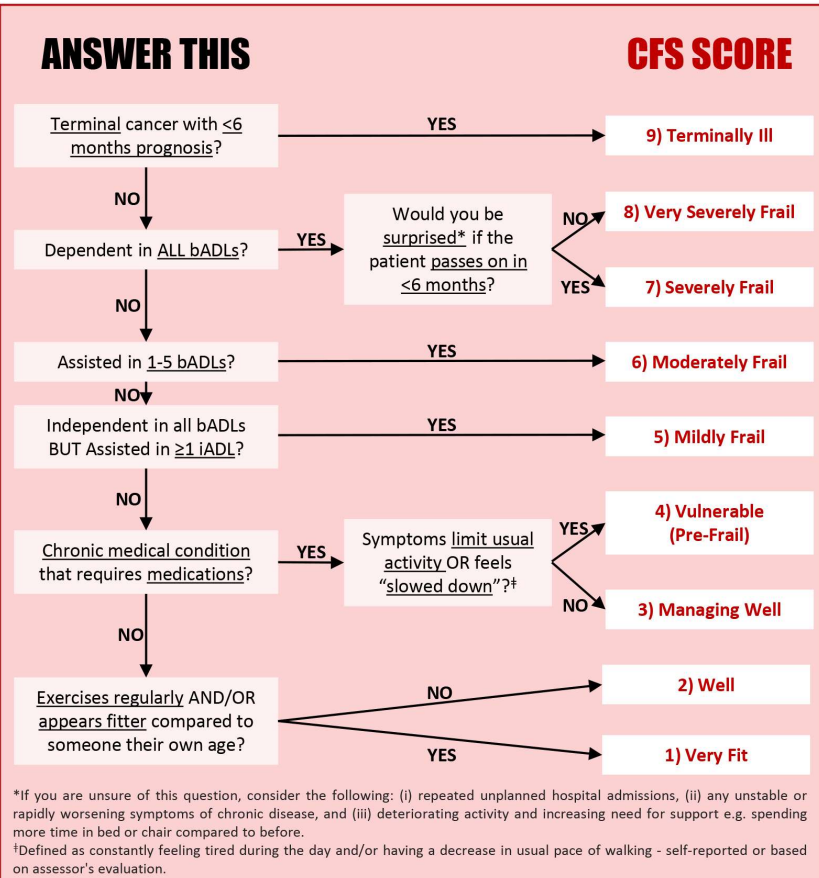 ANSWER THIS
CFS SCORE
Terminal cancer with <6
months prognosis?
YES
9) Terminally Ill
NO
Dependent in ALL bADLs?
YES
Would you be
surprised* if the
patient passes on in
<6 months?
NO
8) Very Severely Frail
YES
7) Severely Frail
NO
Assisted in 1-5 bADLs?
YES
6) Moderately Frail
NO
Independent in all bADLs
BUT Assisted in ≥1 iADL?
YES
5) Mildly Frail
NO
Chronic medical condition
that requires medications?
YES
Symptoms limit usual
activity OR feels
“slowed down”?‡
YES
4) Vulnerable
(Pre-Frail)
NO
3) Managing Well
NO
Exercises regularly AND/OR
appears fitter compared to
someone their own age?
NO
2) Well
YES
1) Very Fit
*If you are unsure of this question, consider the following: (i) repeated unplanned hospital admissions, (ii) any unstable or
rapidly worsening symptoms of chronic disease, and (iii) deteriorating activity and increasing need for support e.g. spending
more time in bed or chair compared to before.
‡Defined as constantly feeling tired during the day and/or having a decrease in usual pace of walking - self-reported or based
on assessor's evaluation.